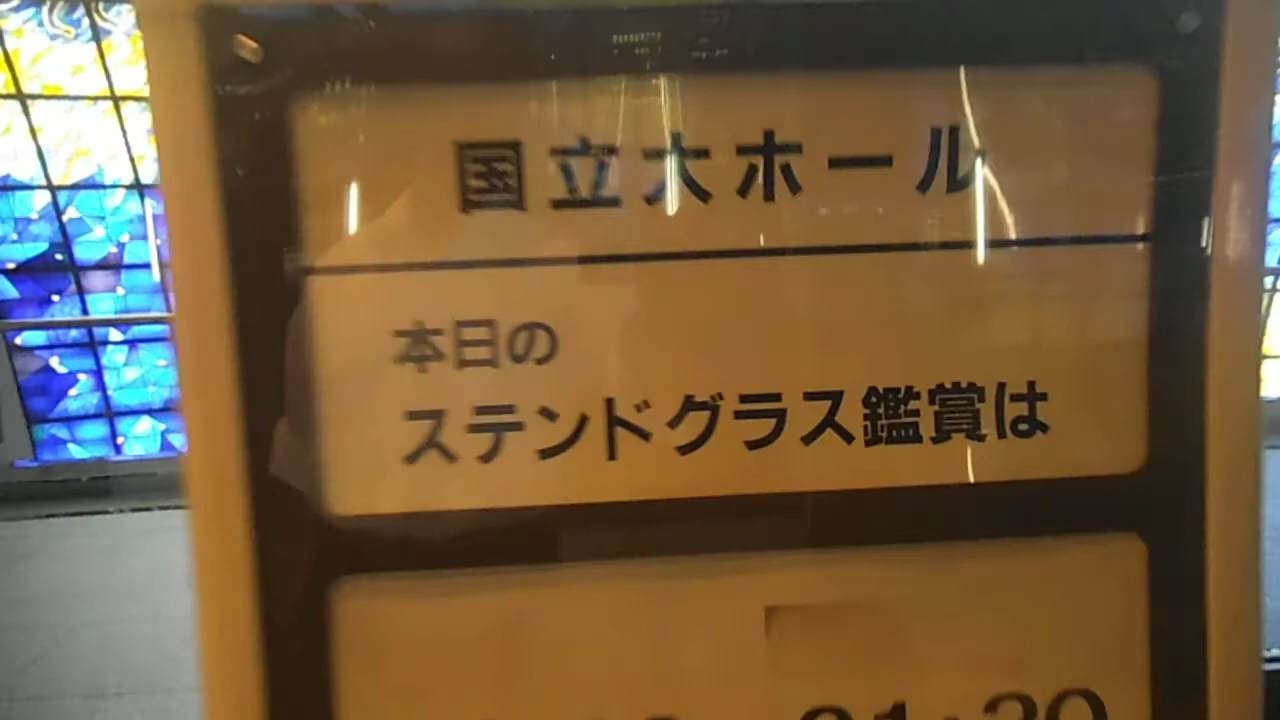 国立大ホール
本日の
ステンドグラス鑑賞は